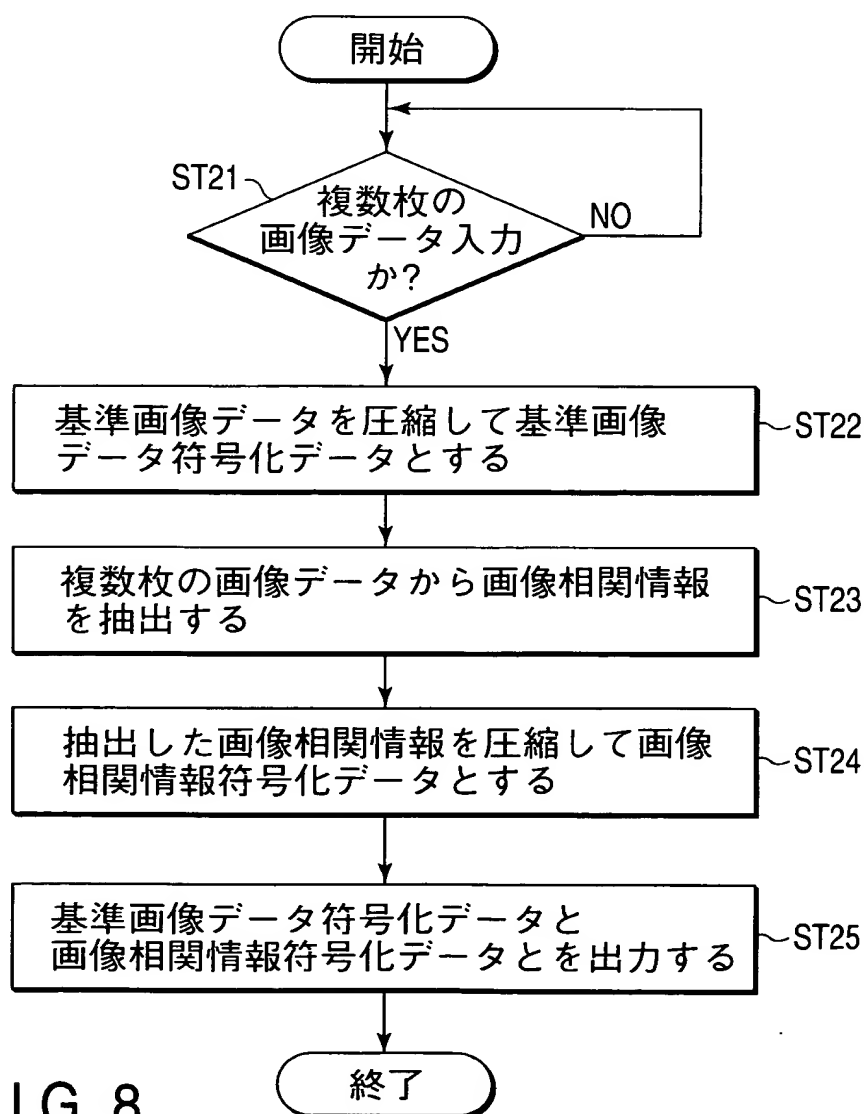 開始
ST21
複数枚の
画像データ入力
か?
NO
YES
基準画像データを圧縮して基準画像
データ符号化データとする
ST22
複数枚の画像データから画像相関情報
を抽出する
ST23
抽出した画像相関情報を圧縮して画像
相関情報符号化データとする
ST24
基準画像データ符号化データと
画像相関情報符号化データとを出力する
ST25
終了
IG. 8